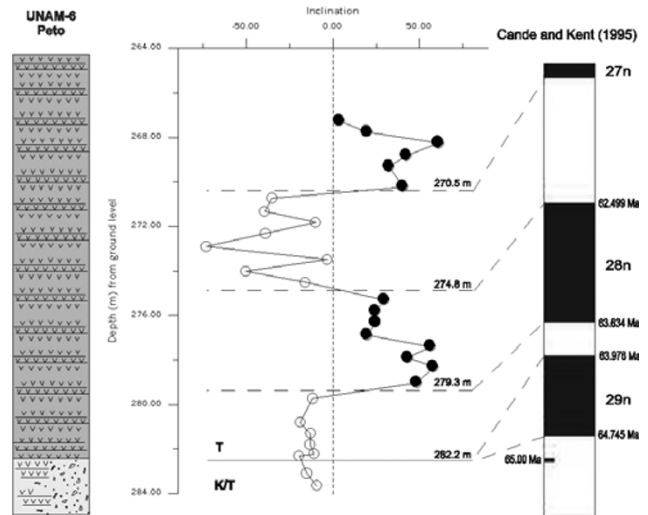 UNAM-6
Peto
Inclination
-50.00 0.00 50.00
Cande and Kent (1995)
264.00
268.00
272.00
276.00
280.00
284.00
Depth (m) from ground level
270.5 m
274.8 m
279.3 m
282.2 m
T
K/T
27n
62.499 Ma
28n
63.634 Ma
63.976 Ma
29n
64.745 Ma
65.00 Ma